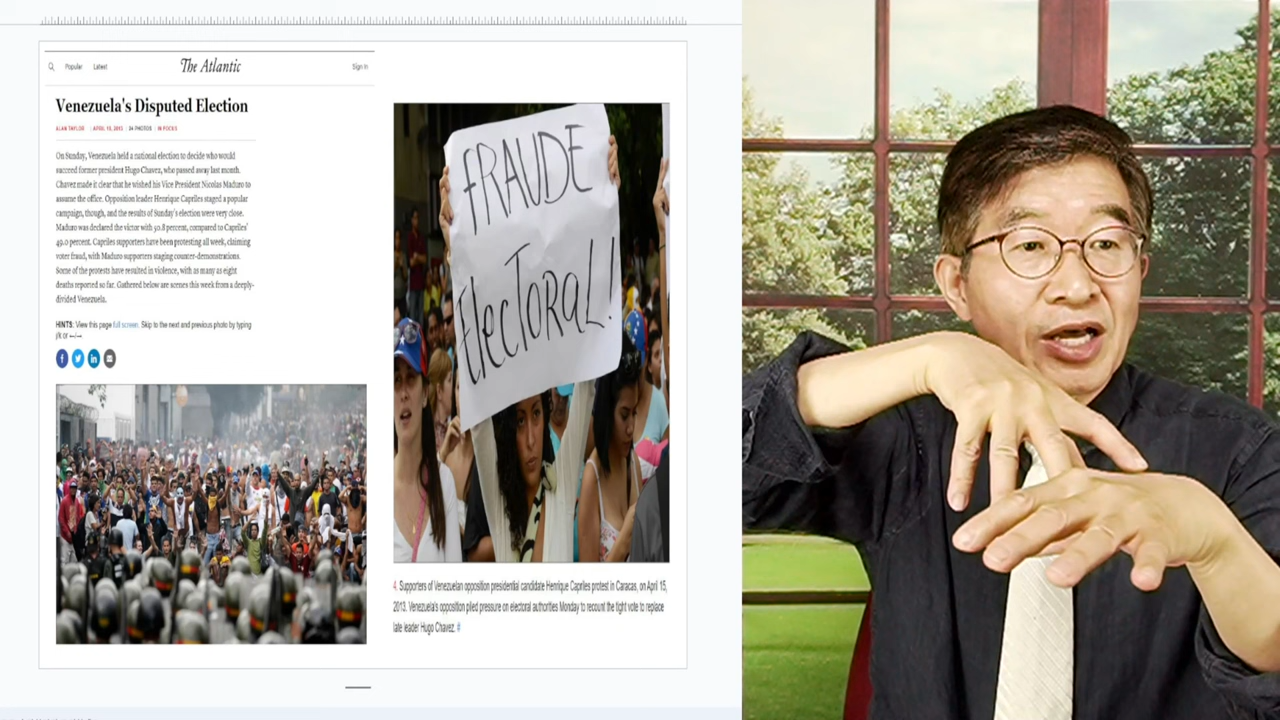 Popular Latest The Atlantic Sign In
Venezuela's Disputed Election
ALAN TAYLOR | APRIL 19, 2013 | 34 PHOTOS | IN FOCUS
On Sunday, Venezuela held a national election to decide who would
succeed former president Hugo Chavez, who passed away last month.
Chavez made it clear that he wished his Vice President Nicolas Maduro to
assume the office. Opposition leader Henrique Capriles staged a popular
campaign, though, and the results of Sunday's election were very close.
Maduro was declared the victor with 50.8 percent, compared to Capriles'
49.0 percent. Capriles supporters have been protesting all week, claiming
voter fraud, with Maduro supporters staging counter-demonstrations.
Some of the protests have resulted in violence, with as many as eight
deaths reported so far. Gathered below are scenes this week from a deeply-
divided Venezuela.
HINTS: View this page full screen. Skip to the next and previous photo by typing
j/k or ←/→.
FRAUDE
ElecToRaL!
4. Supporters of Venezuelan opposition presidential candidate Henrique Capriles protest in Caracas, on April 15,
2013. Venezuela's opposition plied pressure on electoral authorities Monday to recount the tight vote to replace
late leader Hugo Chavez. #